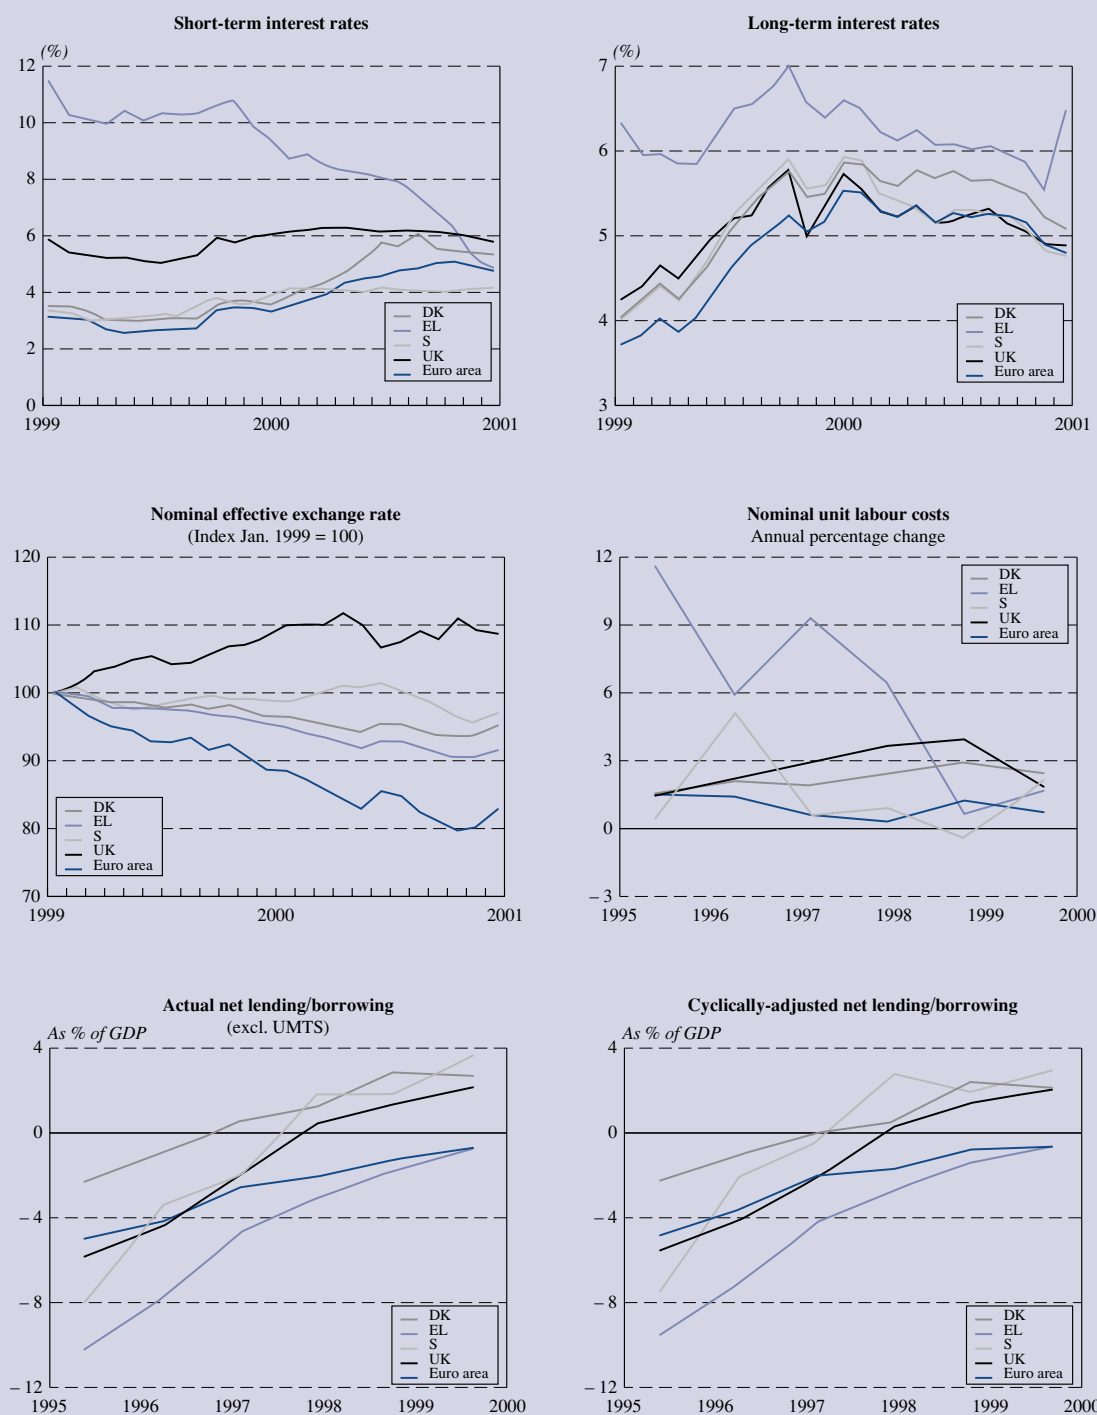 Short-term interest rates
(%)
12
10
8
6
4
2
0
DK
EL
S
UK
Euro area
1999
2000
2001
Long-term interest rates
(%)
7
6
5
4
3
DK
EL
S
UK
Euro area
1999
2000
2001
Nominal effective exchange rate
(Index Jan. 1999 = 100)
120
110
100
90
80
70
DK
EL
S
UK
Euro area
1999
2000
2001
Nominal unit labour costs
Annual percentage change
12
9
6
3
0
– 3
DK
EL
S
UK
Euro area
1995
1996
1997
1998
1999
2000
Actual net lending/borrowing
(excl. UMTS)
As % of GDP
4
0
– 4
– 8
– 12
DK
EL
S
UK
Euro area
1995
1996
1997
1998
1999
2000
Cyclically-adjusted net lending/borrowing
As % of GDP
4
0
– 4
– 8
– 12
DK
EL
S
UK
Euro area
1995
1996
1997
1998
1999
2000